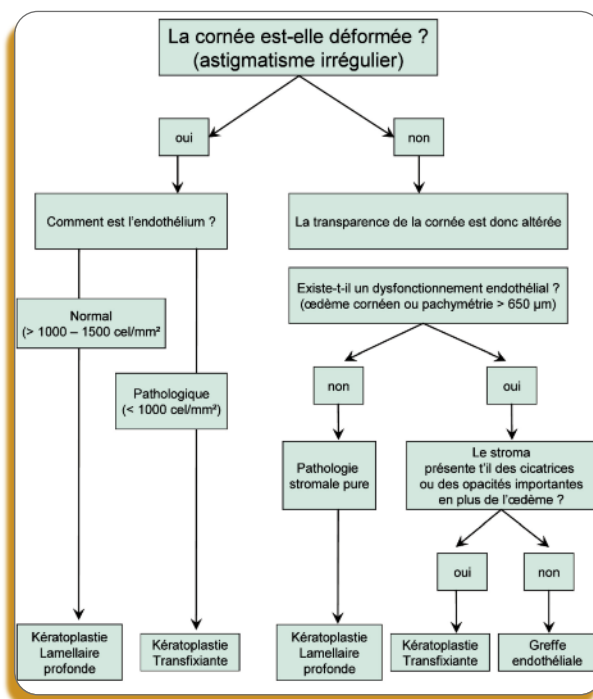 La cornée est-elle déformée ?
(astigmatisme irrégulier)
oui
non
Comment est l'endothélium ?
La transparence de la cornée est donc altérée
Existe-t-il un dysfonctionnement endothélial ?
(œdème cornéen ou pachymétrie > 650 µm)
Normal
(> 1000 – 1500 cel/mm²)
Pathologique
(< 1000 cel/mm²)
non
oui
Pathologie
stromale pure
Le stroma
présente t'il des cicatrices
ou des opacités importantes
en plus de l'œdème ?
oui
non
Kératoplastie
Lamellaire
profonde
Kératoplastie
Transfixiante
Kératoplastie
Lamellaire
profonde
Kératoplastie
Transfixiante
Greffe
endothéliale